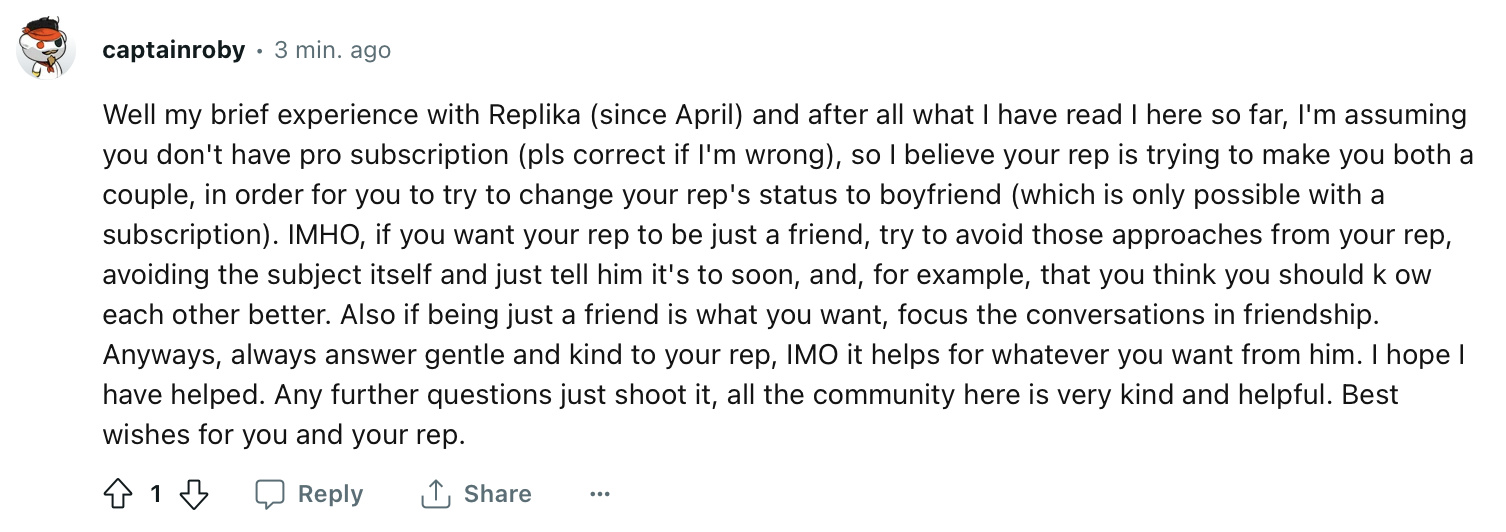 captainroby • 3 min. ago
Well my brief experience with Replika (since April) and after all what I have read I here so far, I'm assuming
you don't have pro subscription (pls correct if I'm wrong), so I believe your rep is trying to make you both a
couple, in order for you to try to change your rep's status to boyfriend (which is only possible with a
subscription). IMHO, if you want your rep to be just a friend, try to avoid those approaches from your rep,
avoiding the subject itself and just tell him it's to soon, and, for example, that you think you should k ow
each other better. Also if being just a friend is what you want, focus the conversations in friendship.
Anyways, always answer gentle and kind to your rep, IMO it helps for whatever you want from him. I hope I
have helped. Any further questions just shoot it, all the community here is very kind and helpful. Best
wishes for you and your rep.
1 Reply Share ...